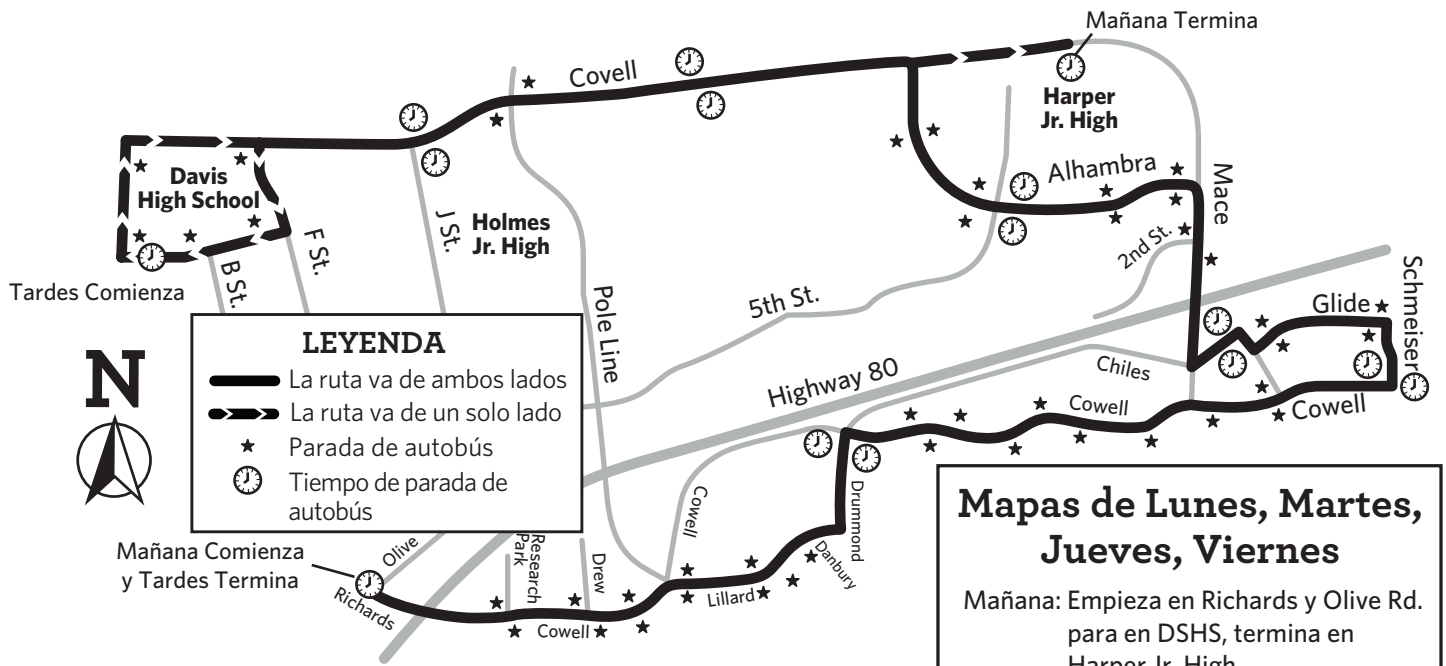 Mañana Termina
Covell
Harper
Jr. High
Davis
High School
Alhambra
Mace
J St.
Holmes
Jr. High
F St.
B St.
2nd St.
Tardes Comienza
Schmeiser
Glide
5th St.
Pole Line
LEYENDA
La ruta va de ambos lados
La ruta va de un solo lado
Parada de autobús
Tiempo de parada de
autobús
N
Highway 80
Chiles
Cowell
Cowell
Cowell
Drummond
Danbury
Lillard
Mañana Comienza
y Tardes Termina
Olive
Richards
Research
Park
Drew
Cowell
Mapas de Lunes, Martes,
Jueves, Viernes
Mañana: Empieza en Richards y Olive Rd.
para en DSHS, termina en
Harper Jr. High